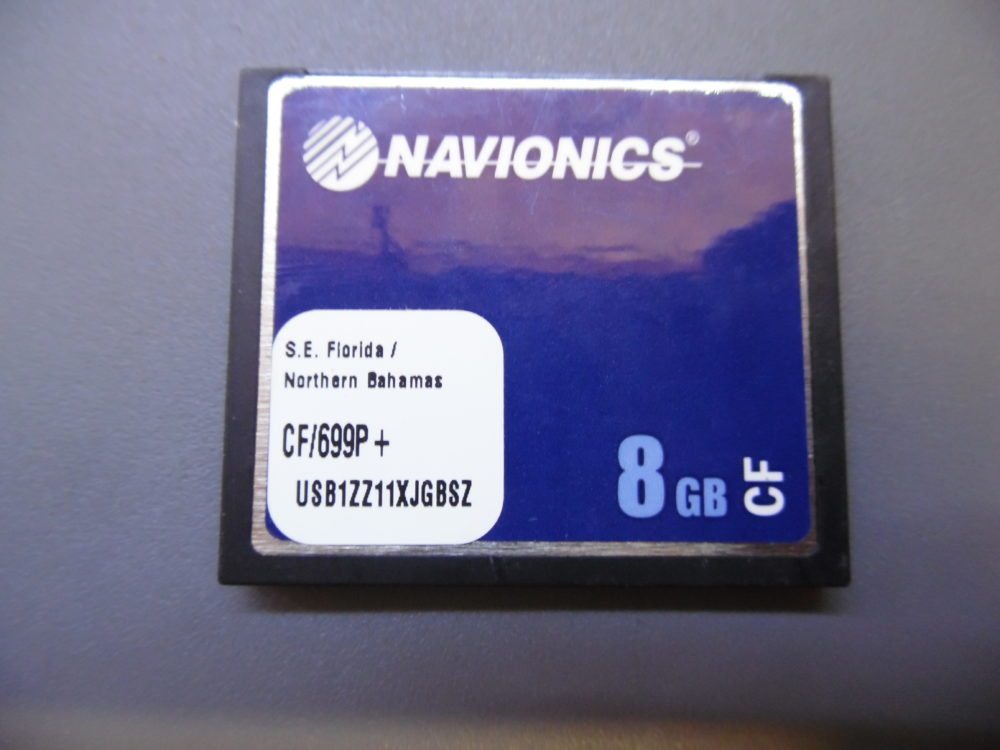 NAVIONICS®
S.E. Florida /
Northern Bahamas
CF/699P+
USB1ZZ11XJGBSZ
8 GB CF